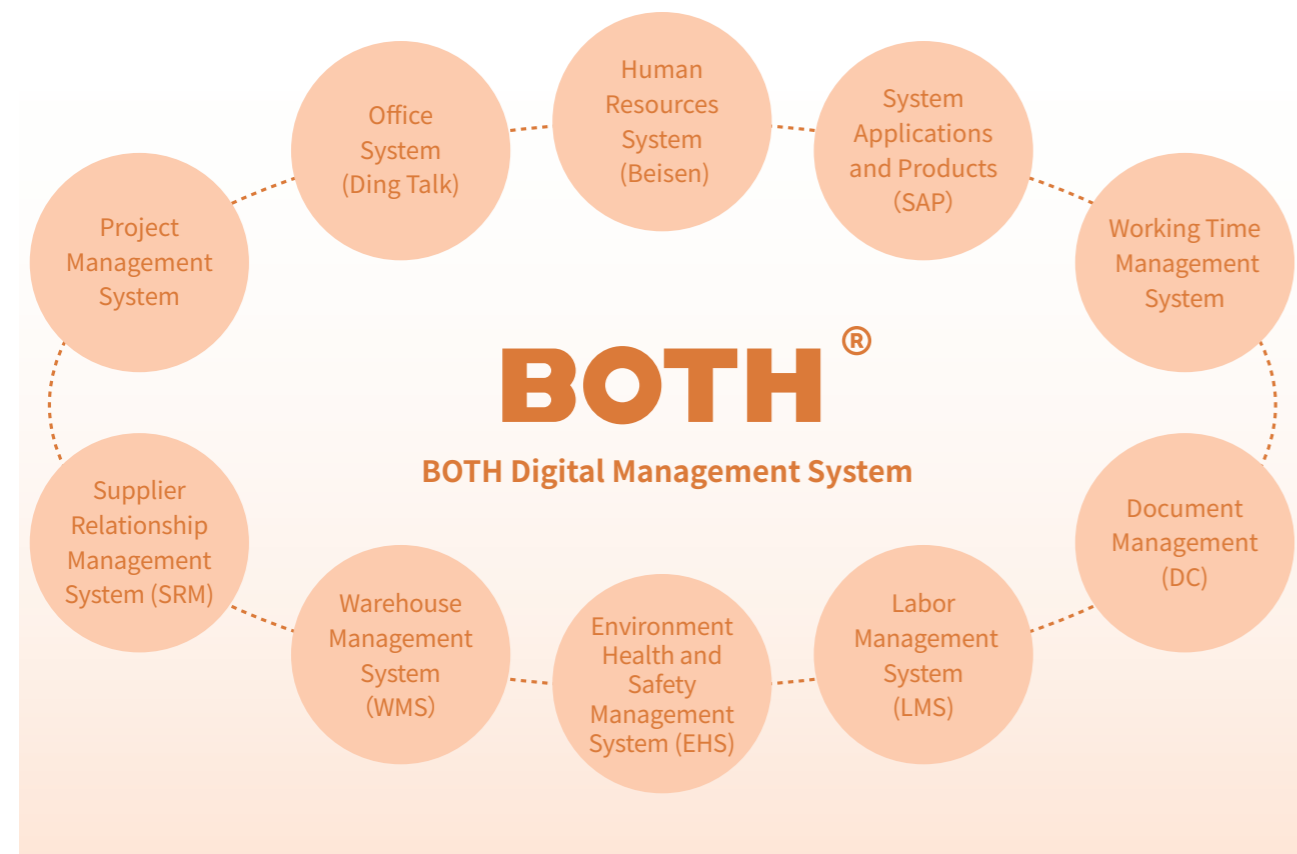 Human
Resources
System
(Beisen)
Office
System
(Ding Talk)
System
Applications
and Products
（SAP）
Project
Management
System
Working Time
Management
System
BOTH ®
BOTH Digital Management System
Supplier
Relationship
Management
System (SRM)
Document
Management
(DC)
Warehouse
Management
System
（WMS）
Environment
Health and
Safety
Management
System (EHS)
Labor
Management
System
(LMS)